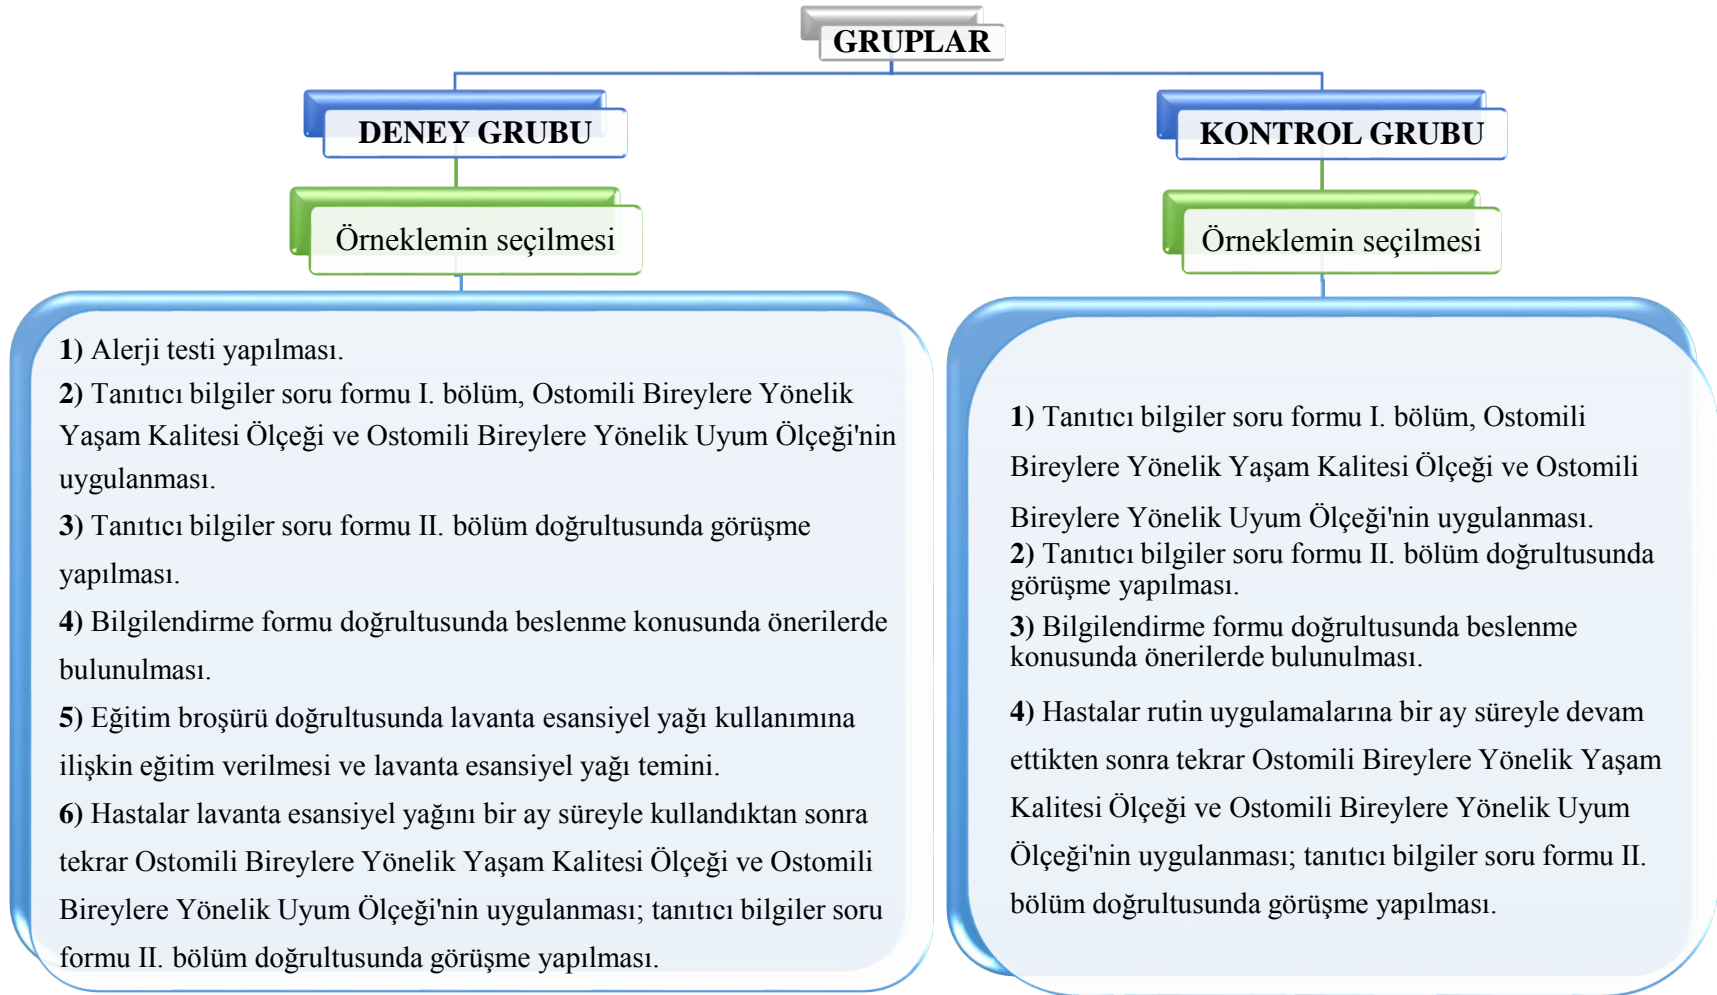 GRUPLAR
DENEY GRUBU
KONTROL GRUBU
Örneklemin seçilmesi
Örneklemin seçilmesi
1) Alerji testi yapılması.
2) Tanıtıcı bilgiler soru formu I. bölüm, Ostomili Bireylere Yönelik
Yaşam Kalitesi Ölçeği ve Ostomili Bireylere Yönelik Uyum Ölçeği'nin
uygulanması.
3) Tanıtıcı bilgiler soru formu II. bölüm doğrultusunda görüşme
yapılması.
4) Bilgilendirme formu doğrultusunda beslenme konusunda önerilerde
bulunulması.
5) Eğitim broşürü doğrultusunda lavanta esansiyel yağı kullanımına
ilişkin eğitim verilmesi ve lavanta esansiyel yağı temini.
6) Hastalar lavanta esansiyel yağını bir ay süreyle kullandıktan sonra
tekrar Ostomili Bireylere Yönelik Yaşam Kalitesi Ölçeği ve Ostomili
Bireylere Yönelik Uyum Ölçeği'nin uygulanması; tanıtıcı bilgiler soru
formu II. bölüm doğrultusunda görüşme yapılması.
1) Tanıtıcı bilgiler soru formu I. bölüm, Ostomili
Bireylere Yönelik Yaşam Kalitesi Ölçeği ve Ostomili
Bireylere Yönelik Uyum Ölçeği'nin uygulanması.
2) Tanıtıcı bilgiler soru formu II. bölüm doğrultusunda
görüşme yapılması.
3) Bilgilendirme formu doğrultusunda beslenme
konusunda önerilerde bulunulması.
4) Hastalar rutin uygulamalarına bir ay süreyle devam
ettikten sonra tekrar Ostomili Bireylere Yönelik Yaşam
Kalitesi Ölçeği ve Ostomili Bireylere Yönelik Uyum
Ölçeği'nin uygulanması; tanıtıcı bilgiler soru formu II.
bölüm doğrultusunda görüşme yapılması.